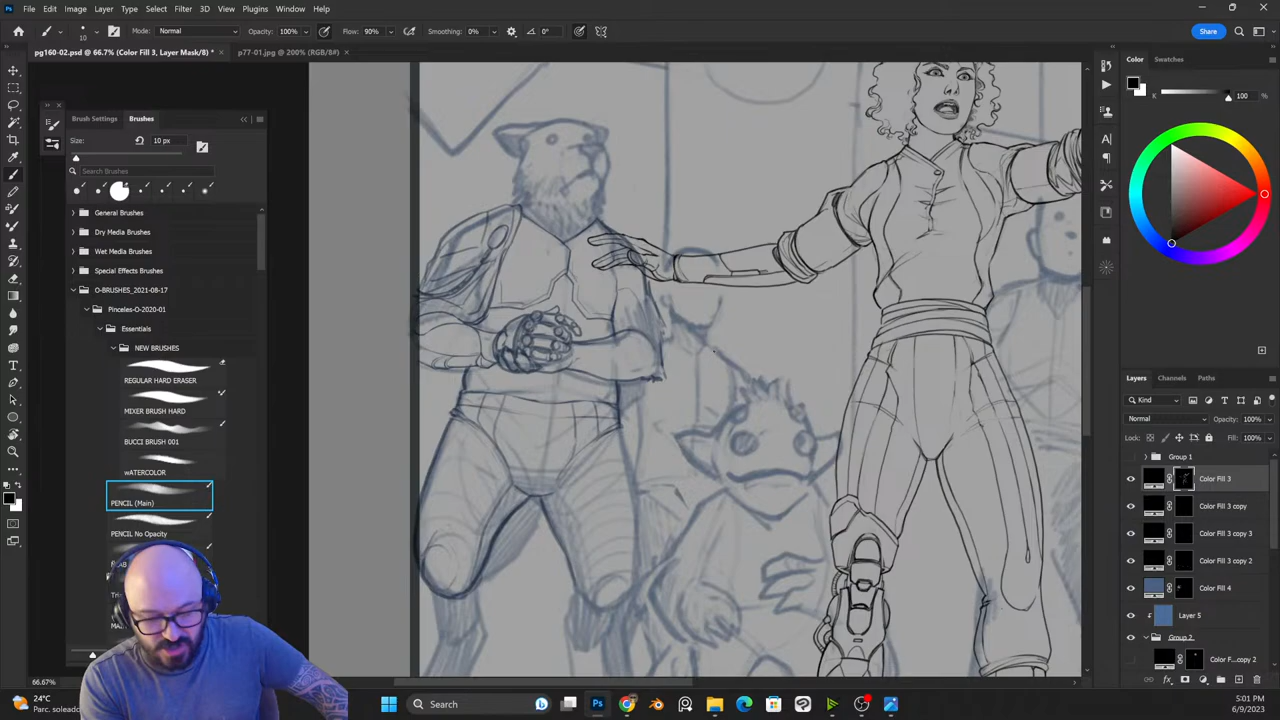 File Edit Image Layer Type Select Filter 3D View Plugins Window Help
Mode: Normal Opacity: 100% Flow: 90% Smoothing: 0% 0° Share
10
pg160-02.psd @ 66.7% (Color Fill 3, Layer Mask/8) * × p77-01.jpg @ 200% (RGB/8#) ×
Brush Settings Brushes
Size: 10 px
Search Brushes
General Brushes
Dry Media Brushes
Wet Media Brushes
Special Effects Brushes
O-BRUSHES_2021-08-17
Pinceles-O-2020-01
Essentials
NEW BRUSHES
REGULAR HARD ERASER
MIXER BRUSH HARD
BUCCI BRUSH 001
wATERCOLOR
PENCIL (Main)
PENCIL No Opacity
Color Swatches
K 100 %
Layers Channels Paths
Kind
Normal Opacity: 100%
Lock: Fill: 100%
Group 1
Color Fill 3
Color Fill 3 copy
Color Fill 3 copy 3
Color Fill 3 copy 2
Color Fill 4
Layer 5
Group 2
Color F...copy 2
66.67%
24°C
Parc. soleado
Search
5:01 PM
6/9/2023